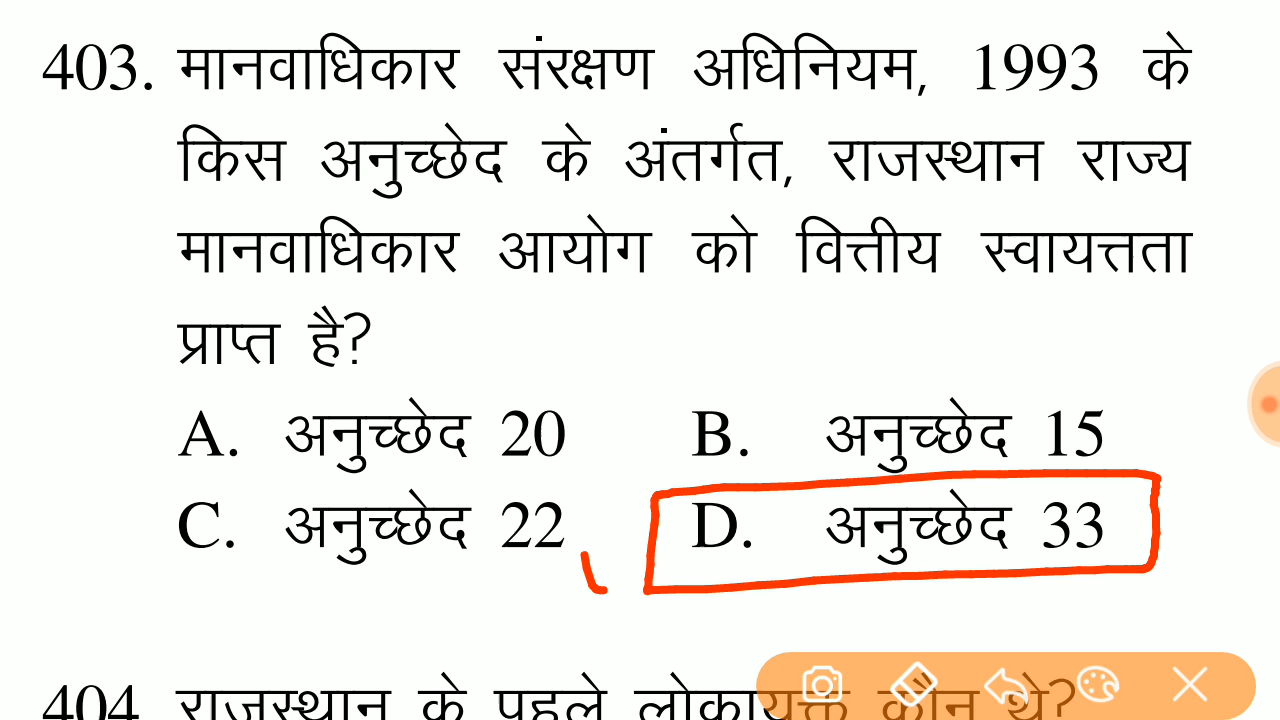 403. मानवाधिकार संरक्षण अधिनियम, 1993 के
किस अनुच्छेद के अंतर्गत, राजस्थान राज्य
मानवाधिकार आयोग को वित्तीय स्वायत्तता
प्राप्त है?
A. अनुच्छेद 20 B. अनुच्छेद 15
C. अनुच्छेद 22 D. अनुच्छेद 33
404 राजस्थान के पहले लोकायुक्त कौन थे?